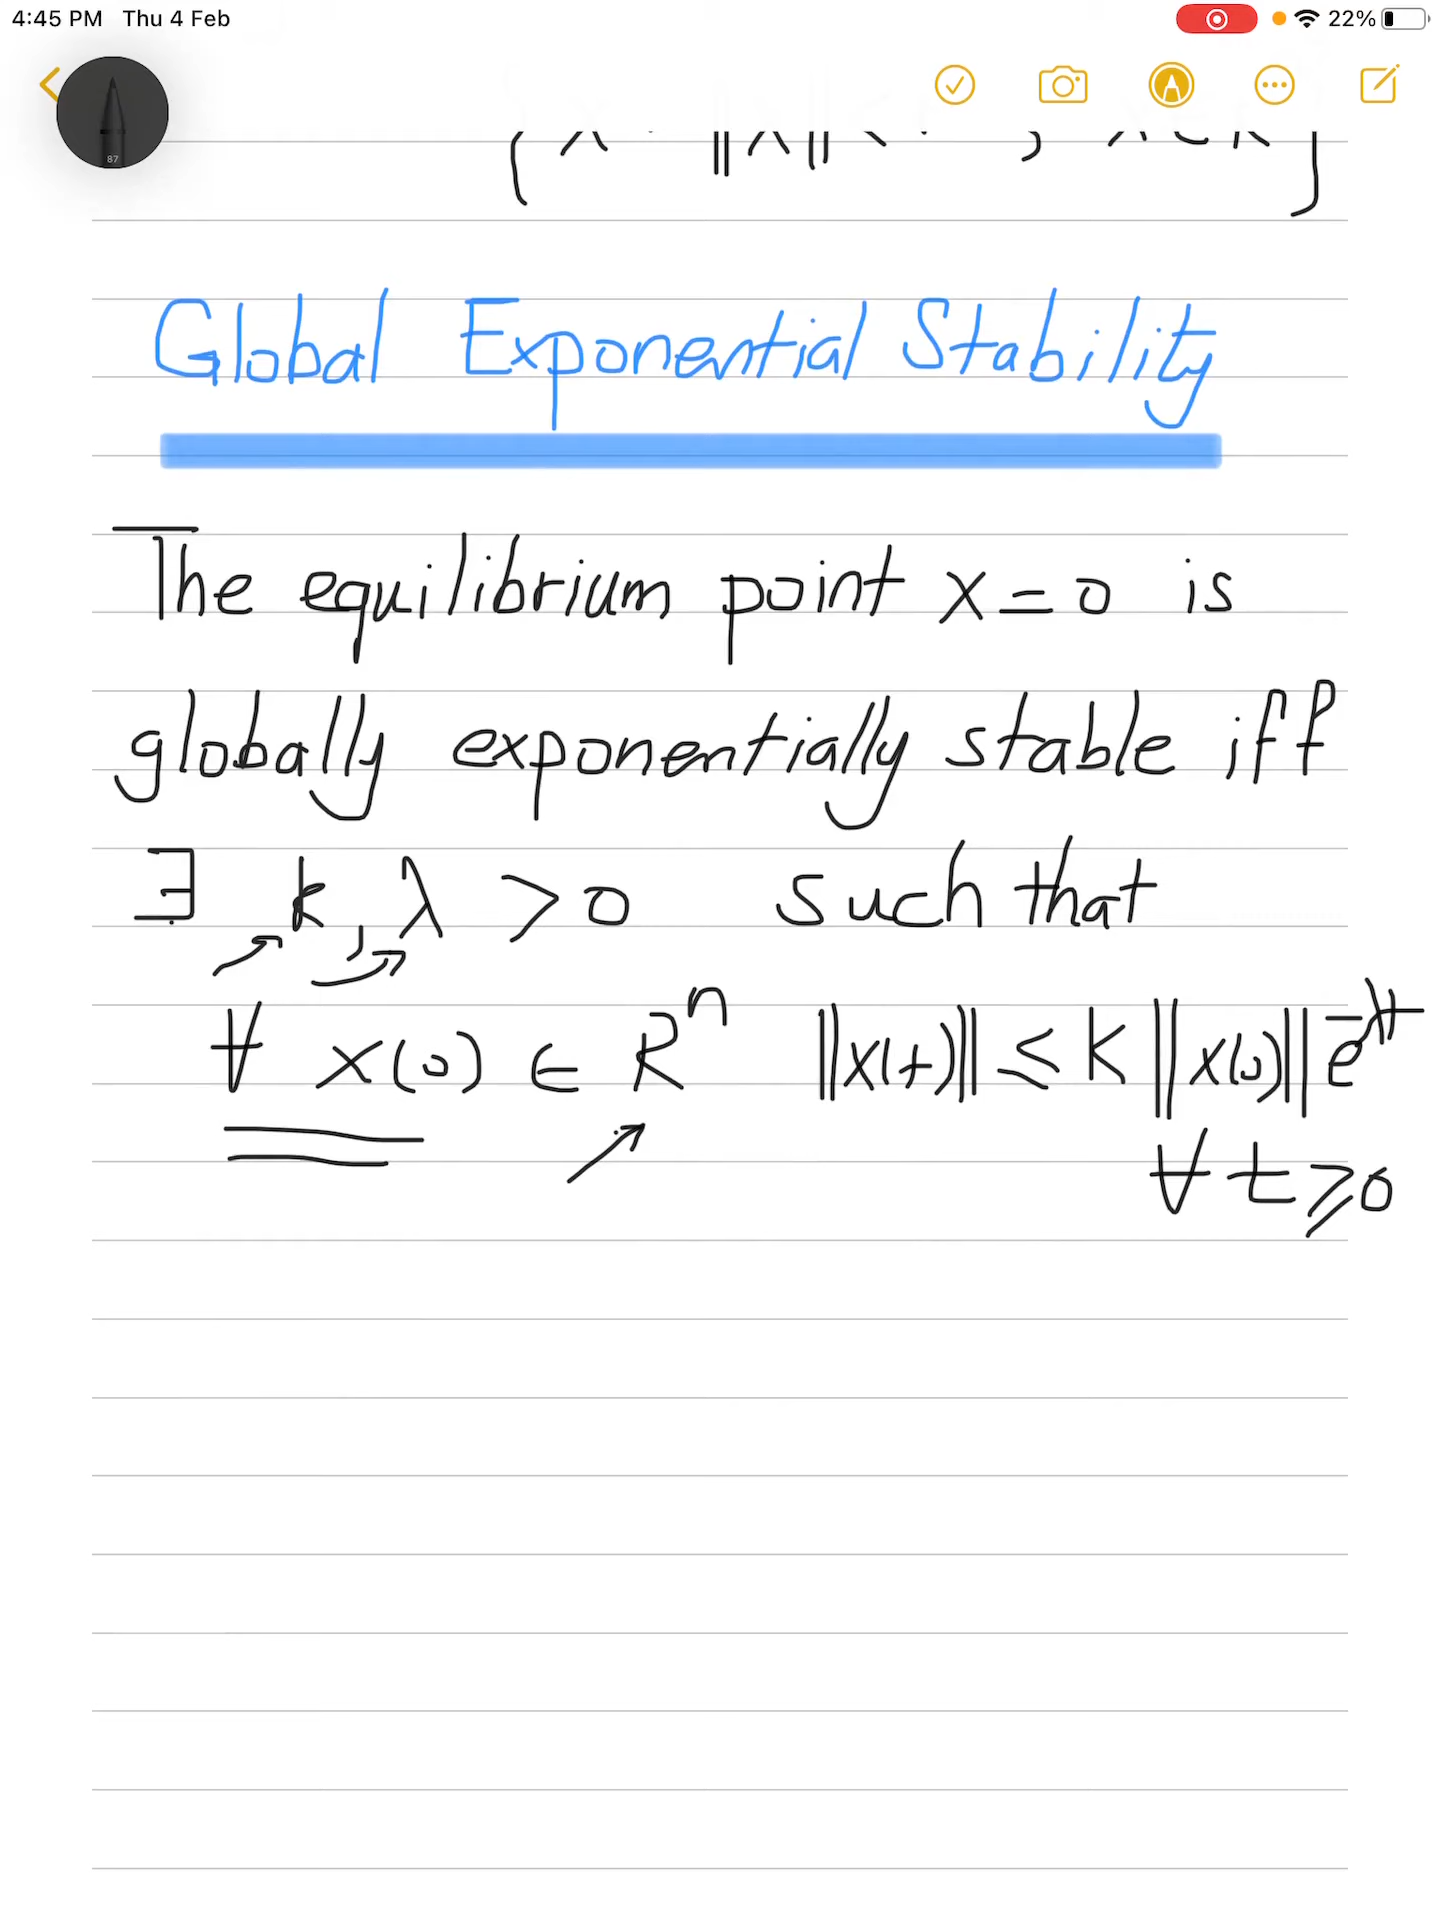 4:45 PM Thu 4 Feb
22%
87
Global Exponential Stability
The equilibrium point x = 0 is
globally exponentially stable iff
∃ k, λ > 0 such that
∀ x(0) ∈ Rⁿ ||x(t)|| ≤ k ||x(0)|| e^-λt
∀ t ≥ 0